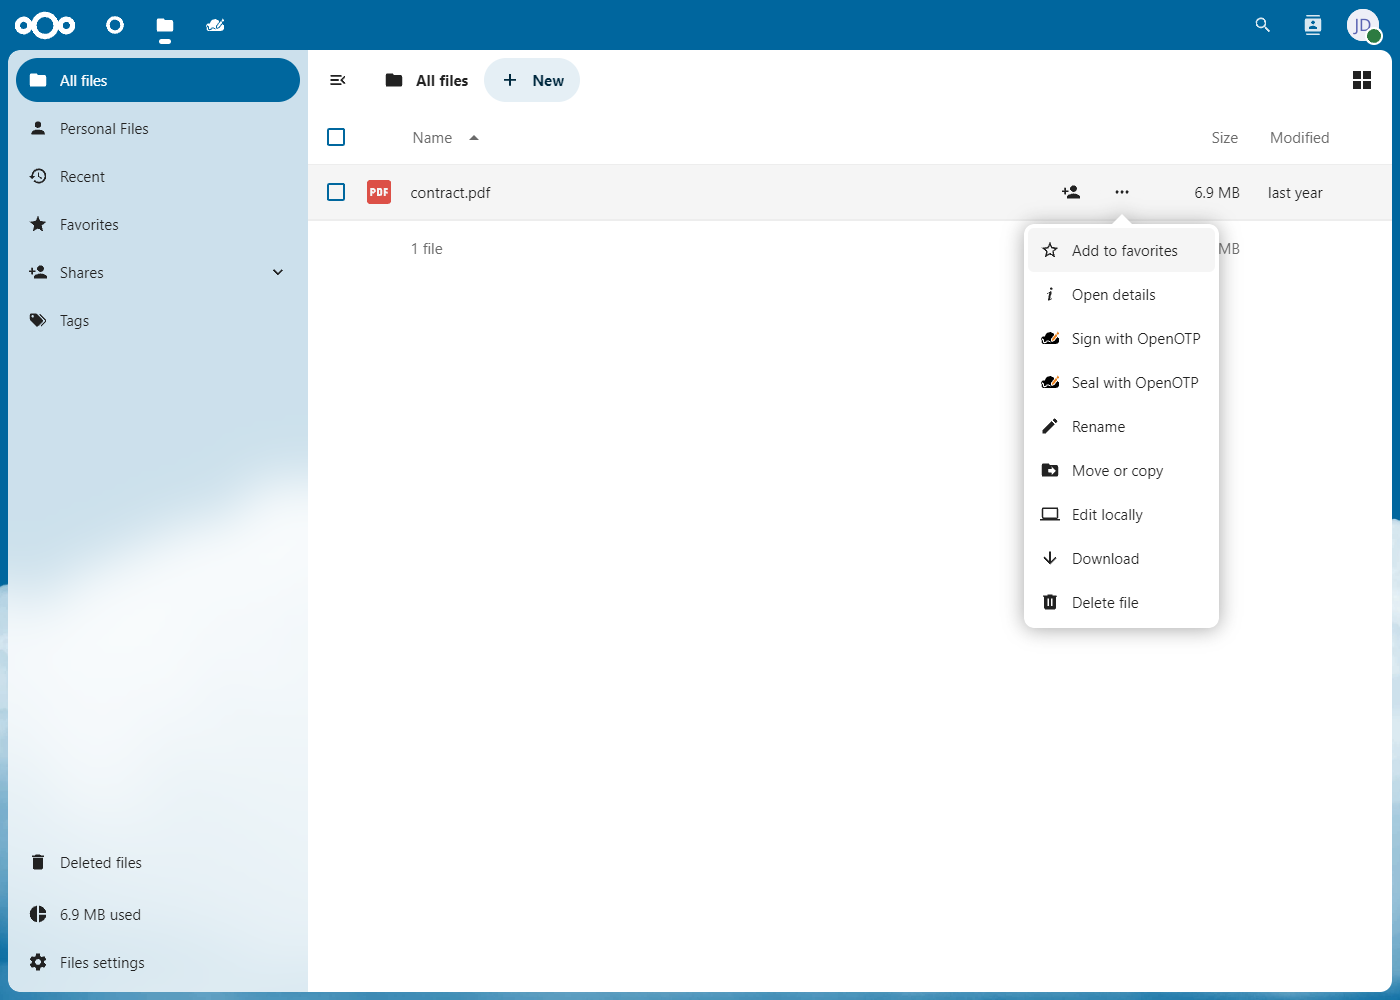 JD
All files
Personal Files
Recent
Favorites
Shares
Tags
Deleted files
6.9 MB used
Files settings
All files
New
Name
Size
Modified
PDF
contract.pdf
6.9 MB
last year
1 file
MB
Add to favorites
Open details
Sign with OpenOTP
Seal with OpenOTP
Rename
Move or copy
Edit locally
Download
Delete file